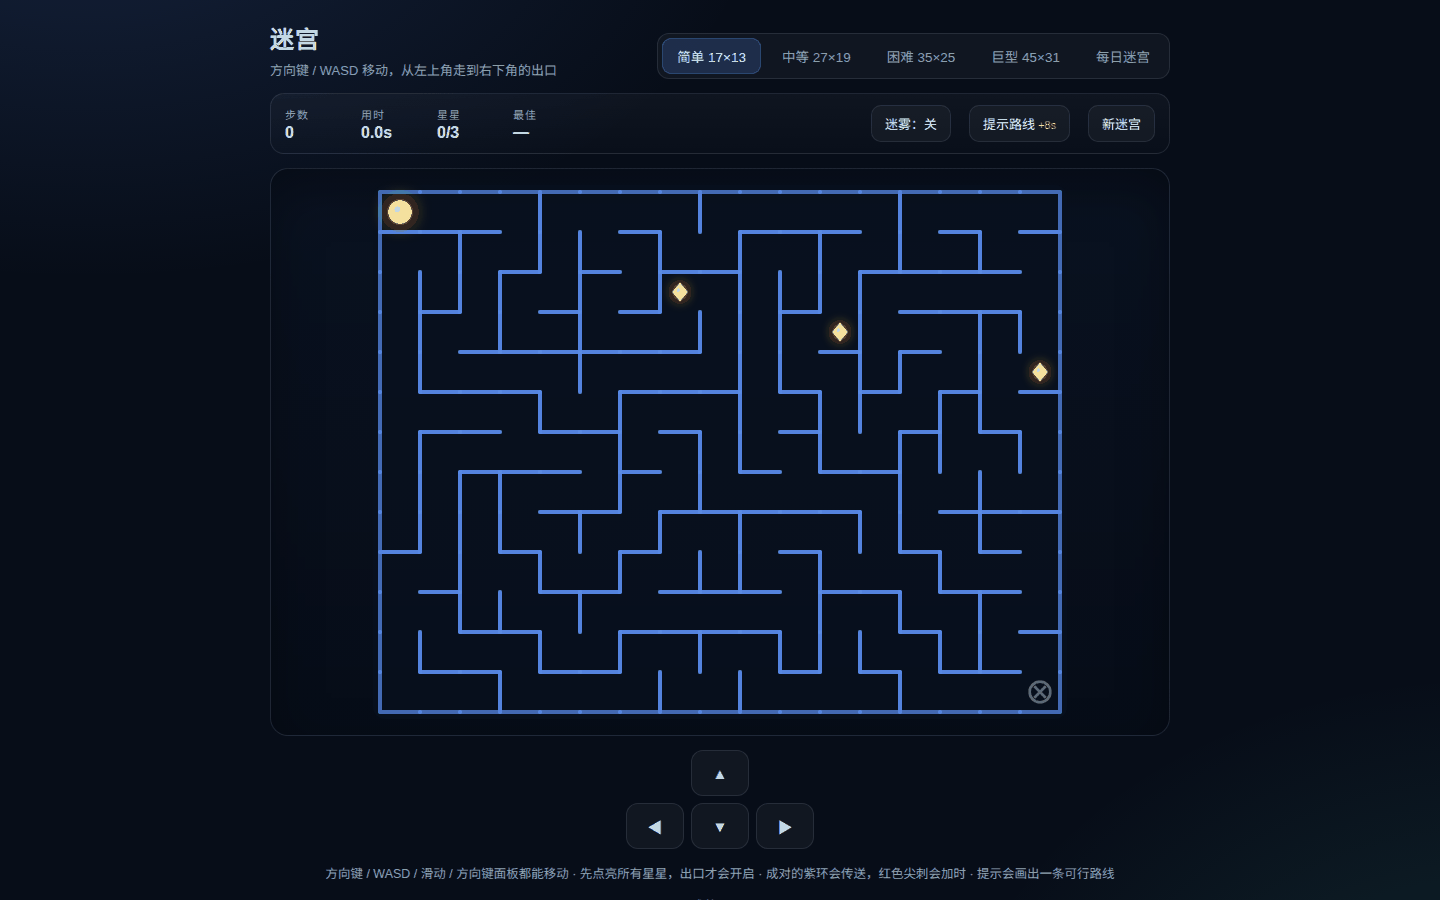 迷宫
方向键 / WASD 移动，从左上角走到右下角的出口
简单 17×13 中等 27×19 困难 35×25 巨型 45×31 每日迷宫
步数 用时 星星 最佳
0 0.0s 0/3 —
迷雾：关 提示路线 +8s 新迷宫
▲
◀ ▼ ▶
方向键 / WASD / 滑动 / 方向键面板都能移动 · 先点亮所有星星，出口才会开启 · 成对的紫环会传送，红色尖刺会加时 · 提示会画出一条可行路线